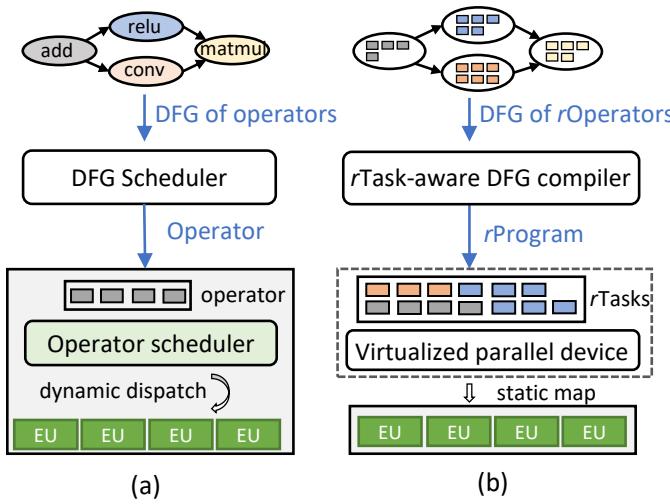 relu
add
matmul
conv
DFG of operators
DFG Scheduler
Operator
operator
Operator scheduler
dynamic dispatch
EU EU EU EU
(a)
DFG of rOperators
rTask-aware DFG compiler
rProgram
rTasks
Virtualized parallel device
static map
EU EU EU EU
(b)